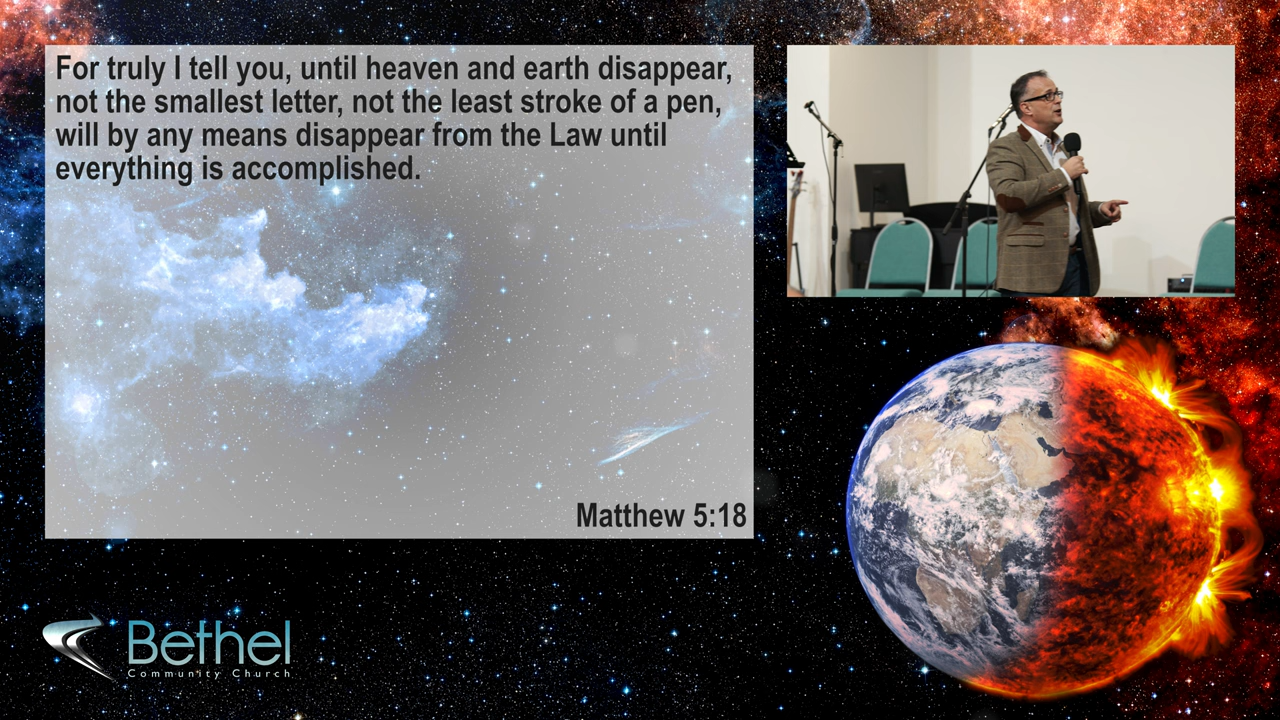 For truly I tell you, until heaven and earth disappear,
not the smallest letter, not the least stroke of a pen,
will by any means disappear from the Law until
everything is accomplished.
Matthew 5:18
Bethel
Community Church